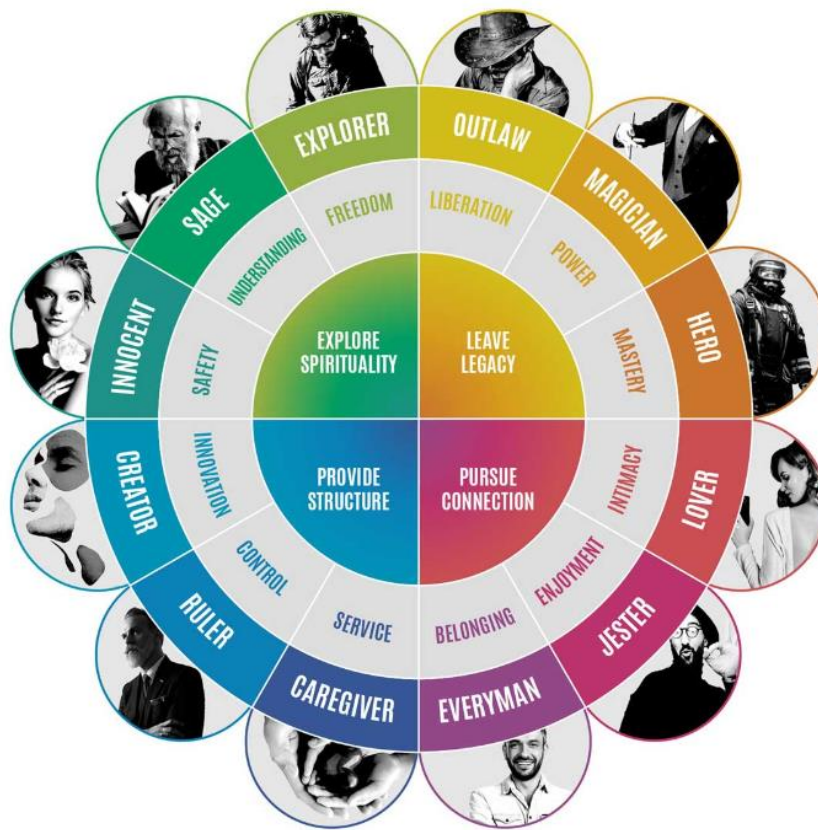 EXPLORER
OUTLAW
MAGICIAN
HERO
LOVER
JESTER
EVERYMAN
CAREGIVER
RULER
CREATOR
INNOCENT
SAGE
FREEDOM
LIBERATION
POWER
MASTERY
INTIMACY
ENJOYMENT
BELONGING
SERVICE
CONTROL
INNOVATION
SAFETY
UNDERSTANDING
EXPLORE
SPIRITUALITY
LEAVE
LEGACY
PROVIDE
STRUCTURE
PURSUE
CONNECTION